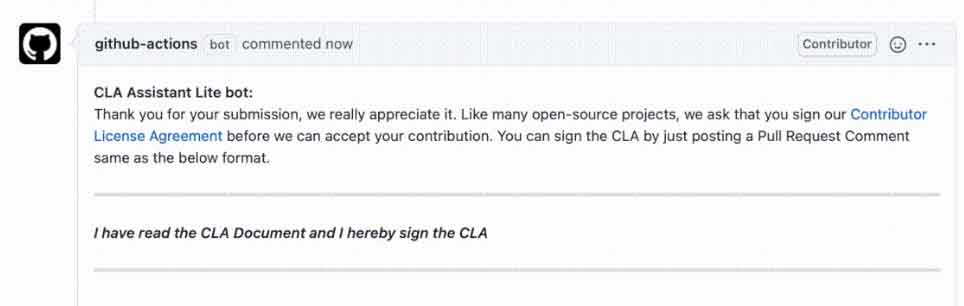 github-actions bot commented now Contributor
CLA Assistant Lite bot:
Thank you for your submission, we really appreciate it. Like many open-source projects, we ask that you sign our Contributor
License Agreement before we can accept your contribution. You can sign the CLA by just posting a Pull Request Comment
same as the below format.
I have read the CLA Document and I hereby sign the CLA